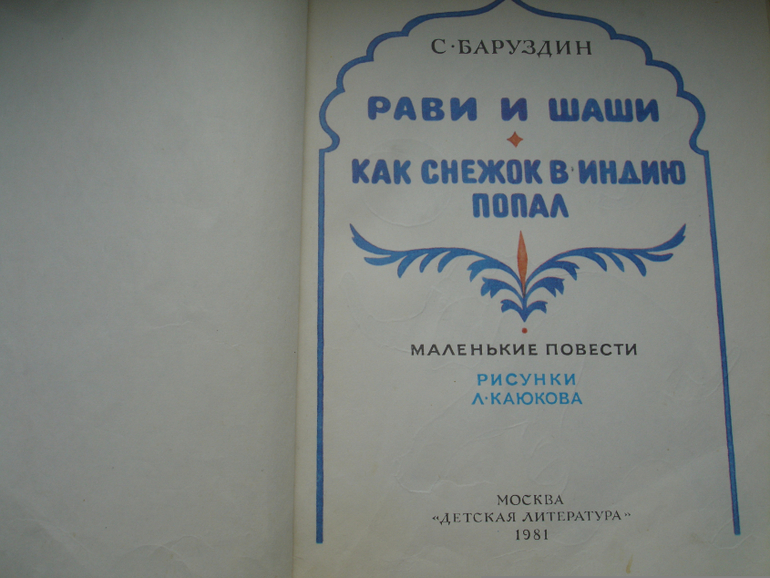 С·БАРУЗДИН
РАВИ И ШАШИ
КАК СНЕЖОК В ИНДИЮ
ПОПАЛ
МАЛЕНЬКИЕ ПОВЕСТИ
РИСУНКИ
Л·КАЮКОВА
МОСКВА
«ДЕТСКАЯ ЛИТЕРАТУРА»
1981